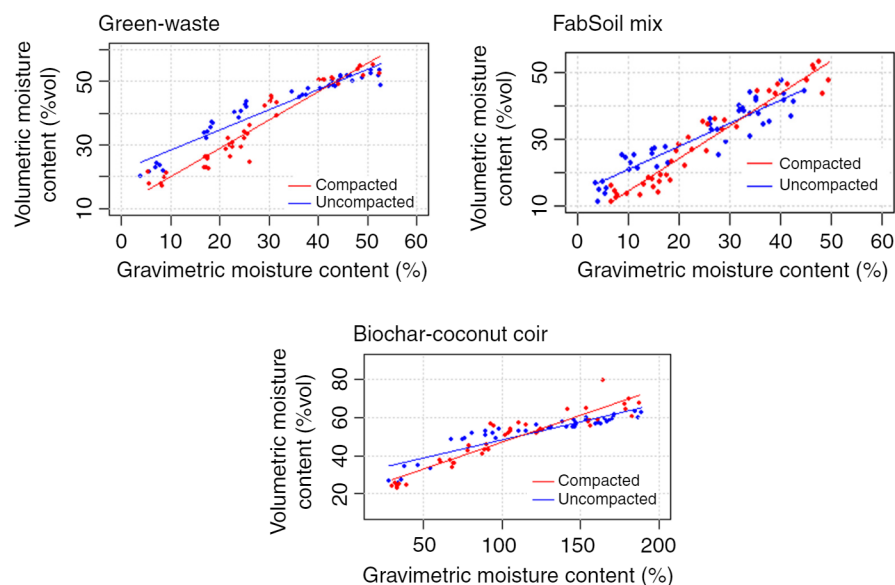 Green-waste
Volumetric moisture
content (%vol)
50
30
10
Compacted
Uncompacted
0 10 20 30 40 50 60
Gravimetric moisture content (%)
FabSoil mix
Volumetric moisture
content (%vol)
50
30
10
Compacted
Uncompacted
0 10 20 30 40 50 60
Gravimetric moisture content (%)
Biochar-coconut coir
Volumetric moisture
content (%vol)
80
60
40
20
Compacted
Uncompacted
50 100 150 200
Gravimetric moisture content (%)